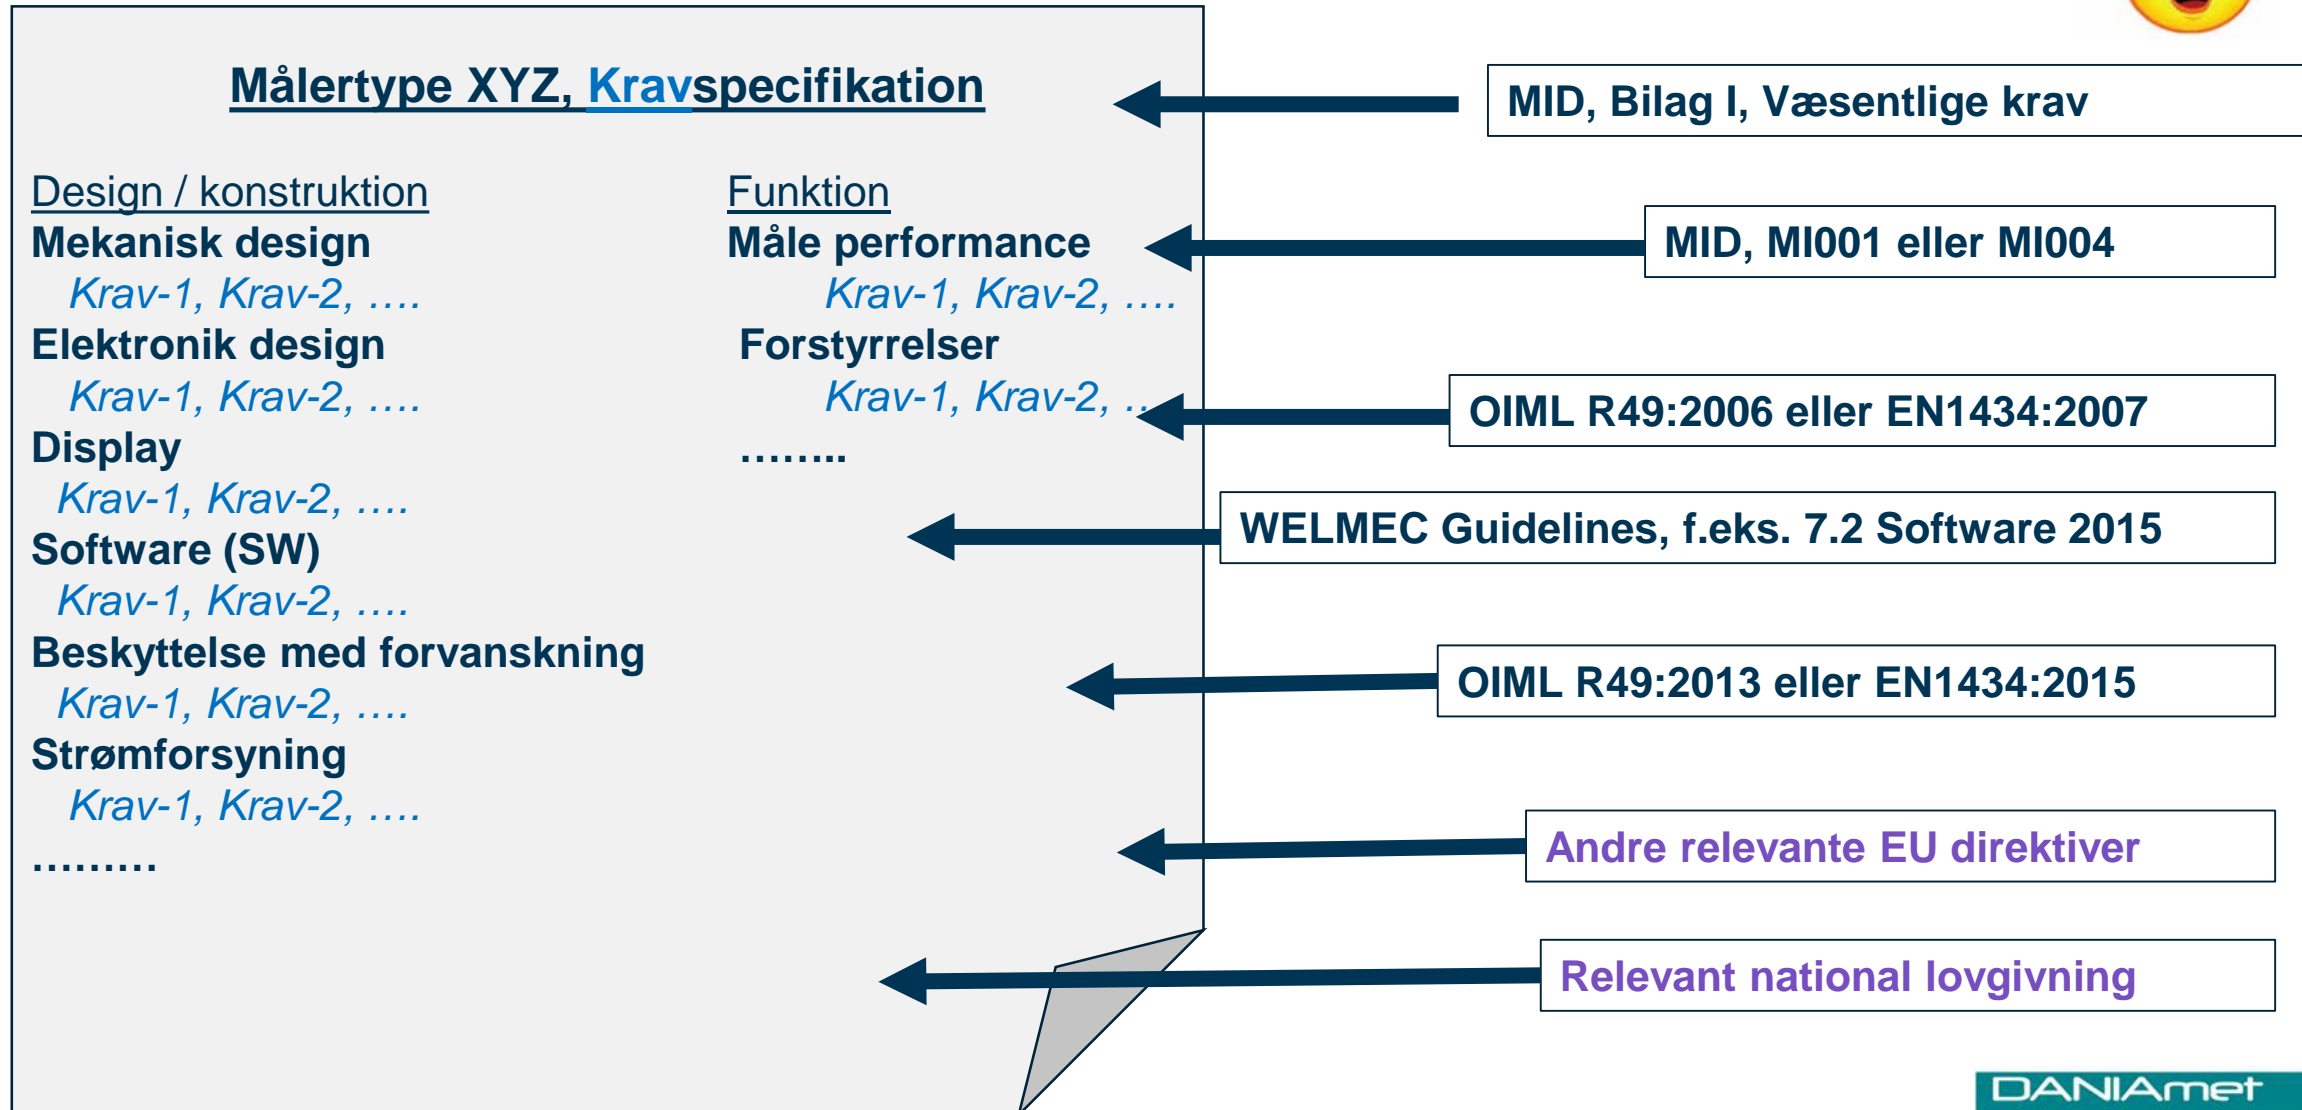 Målertype XYZ, Kravspecifikation
Design / konstruktion
Mekanisk design
Krav-1, Krav-2, ….
Elektronik design
Krav-1, Krav-2, ….
Display
Krav-1, Krav-2, ….
Software (SW)
Krav-1, Krav-2, ….
Beskyttelse med forvanskning
Krav-1, Krav-2, ….
Strømforsyning
Krav-1, Krav-2, ….
………
Funktion
Måle performance
Krav-1, Krav-2, ….
Forstyrrelser
Krav-1, Krav-2, ..
……..
MID, Bilag I, Væsentlige krav
MID, MI001 eller MI004
OIML R49:2006 eller EN1434:2007
WELMEC Guidelines, f.eks. 7.2 Software 2015
OIML R49:2013 eller EN1434:2015
Andre relevante EU direktiver
Relevant national lovgivning
DANIAmet